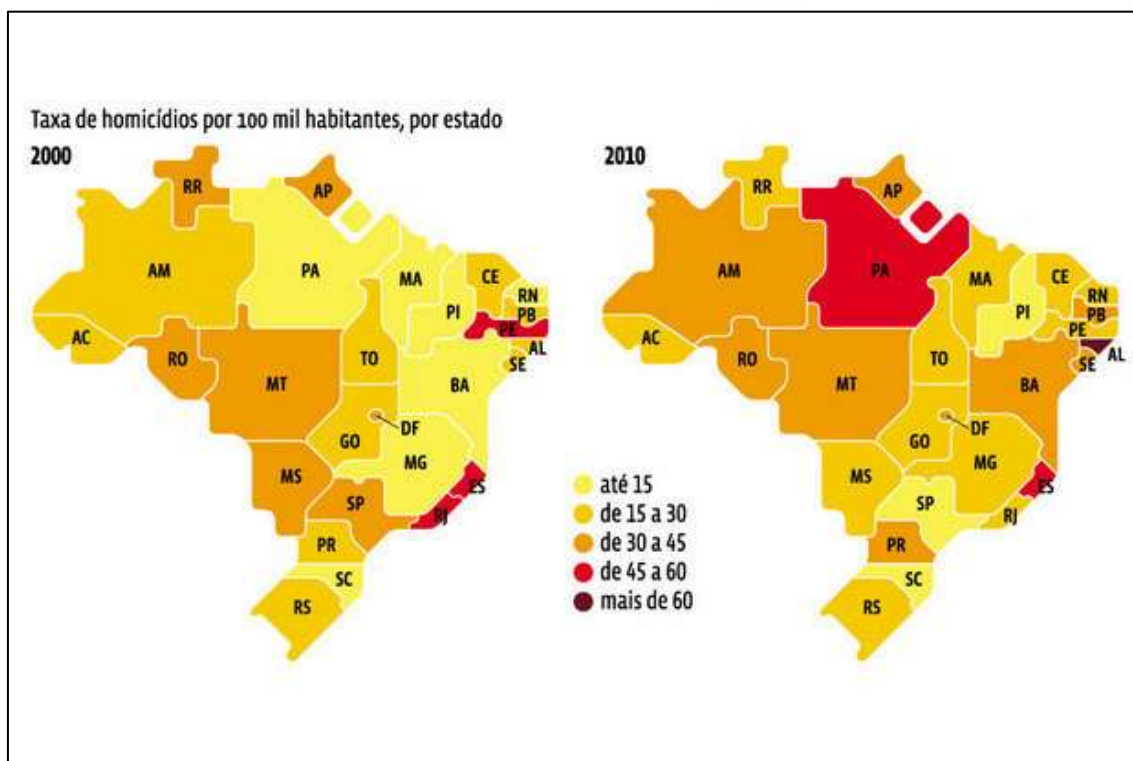 Taxa de homicídios por 100 mil habitantes, por estado
2000
2010
RR
AP
AM
PA
MA
CE
RN
PB
PI
PE
AL
SE
AC
RO
TO
BA
MT
DF
GO
MG
ES
MS
SP
RJ
PR
SC
RS
RR
AP
AM
PA
MA
CE
RN
PB
PI
PE
AL
SE
AC
RO
TO
BA
MT
DF
GO
MG
ES
MS
SP
RJ
PR
SC
RS
até 15
de 15 a 30
de 30 a 45
de 45 a 60
mais de 60